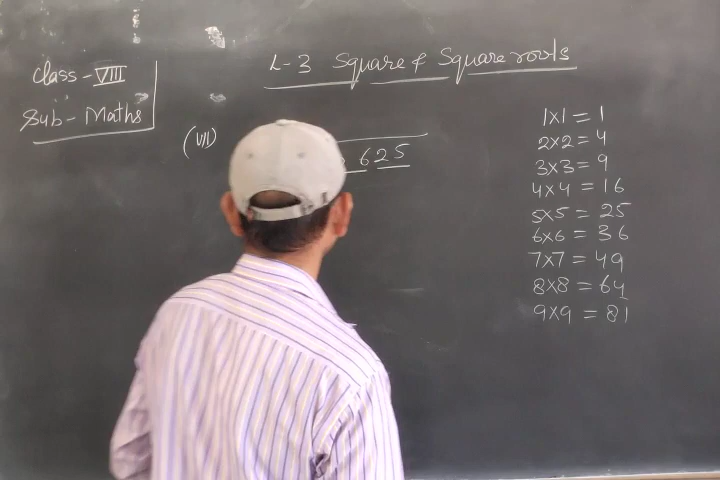 Class - VIII
Sub - Maths
L-3 Square & Square roots
(VII) 625
1x1 = 1
2x2 = 4
3x3 = 9
4x4 = 16
5x5 = 25
6x6 = 36
7x7 = 49
8x8 = 64
9x9 = 81